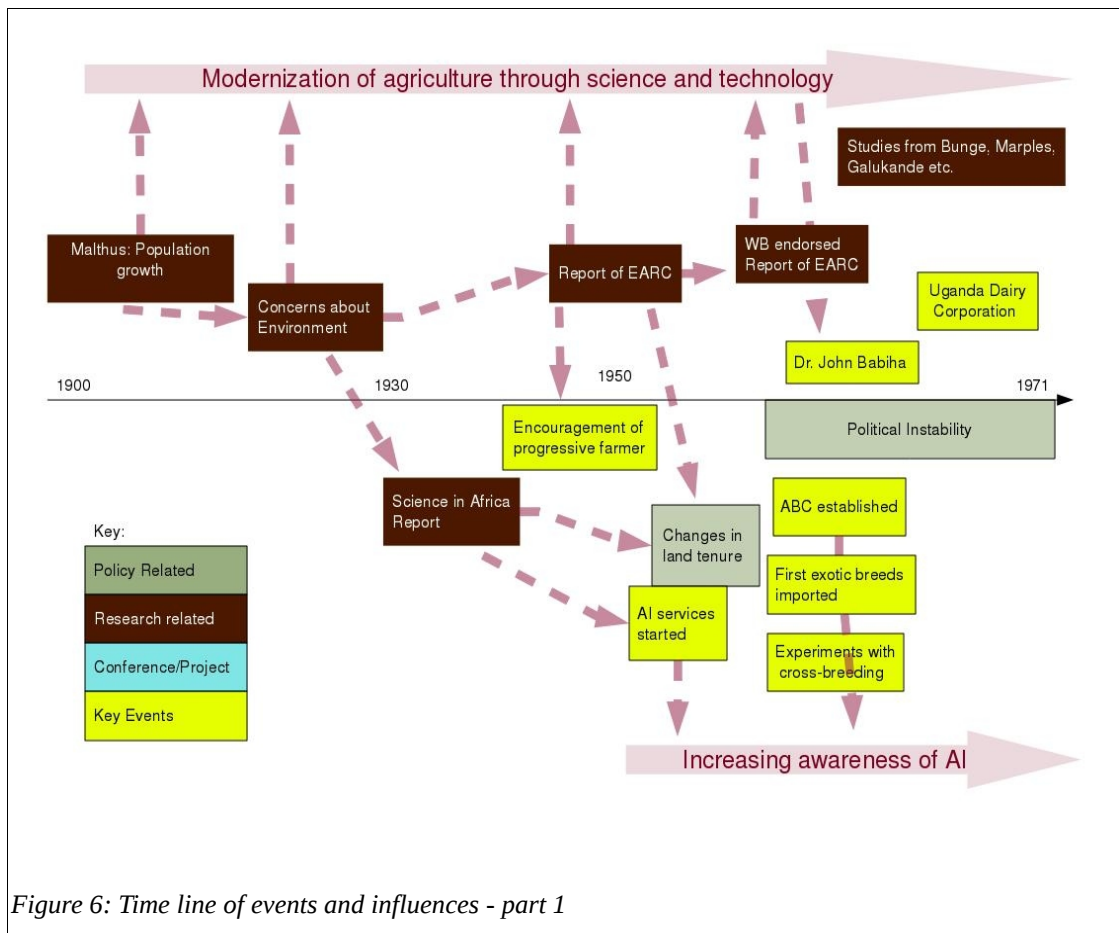 Modernization of agriculture through science and technology
Studies from Bunge, Marples,
Galukande etc.
Malthus: Population
growth
Concerns about
Environment
Report of EARC
WB endorsed
Report of EARC
Uganda Dairy
Corporation
Dr. John Babiha
1900
1930
1950
1971
Encouragement of
progressive farmer
Political Instability
Science in Africa
Report
Changes in
land tenure
ABC established
First exotic breeds
imported
AI services
started
Experiments with
cross-breeding
Key:
Policy Related
Research related
Conference/Project
Key Events
Increasing awareness of AI
Figure 6: Time line of events and influences - part 1